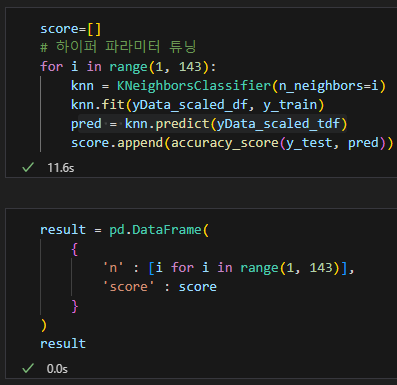 score=[]
# 하이퍼 파라미터 튜닝
for i in range(1, 143):
    knn = KNeighborsClassifier(n_neighbors=i)
    knn.fit(yData_scaled_df, y_train)
    pred = knn.predict(yData_scaled_tdf)
    score.append(accuracy_score(y_test, pred))
✓ 11.6s
result = pd.DataFrame(
    {
        'n' : [i for i in range(1, 143)],
        'score' : score
    }
)
result
✓ 0.0s